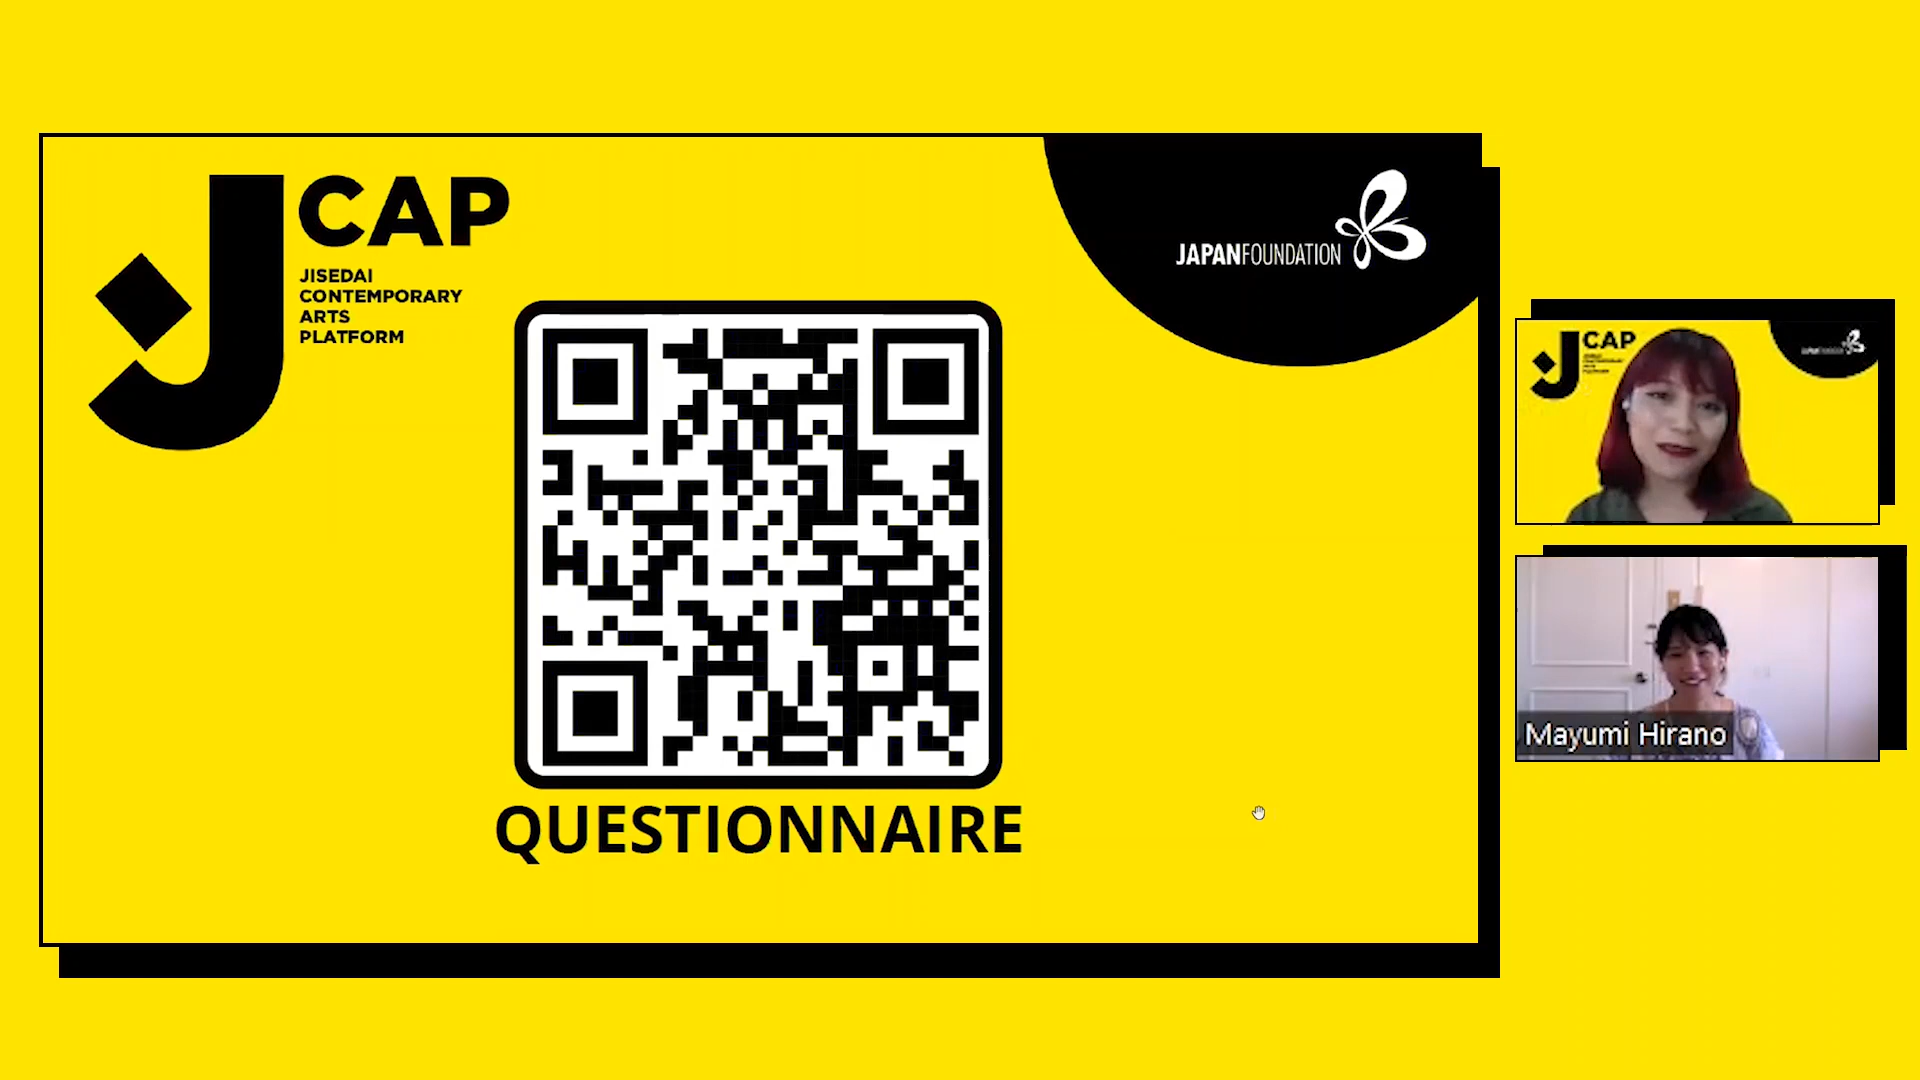 CAP
JISEDAI
CONTEMPORARY
ARTS
PLATFORM
JAPANFOUNDATION
QUESTIONNAIRE
CAP
Mayumi Hirano